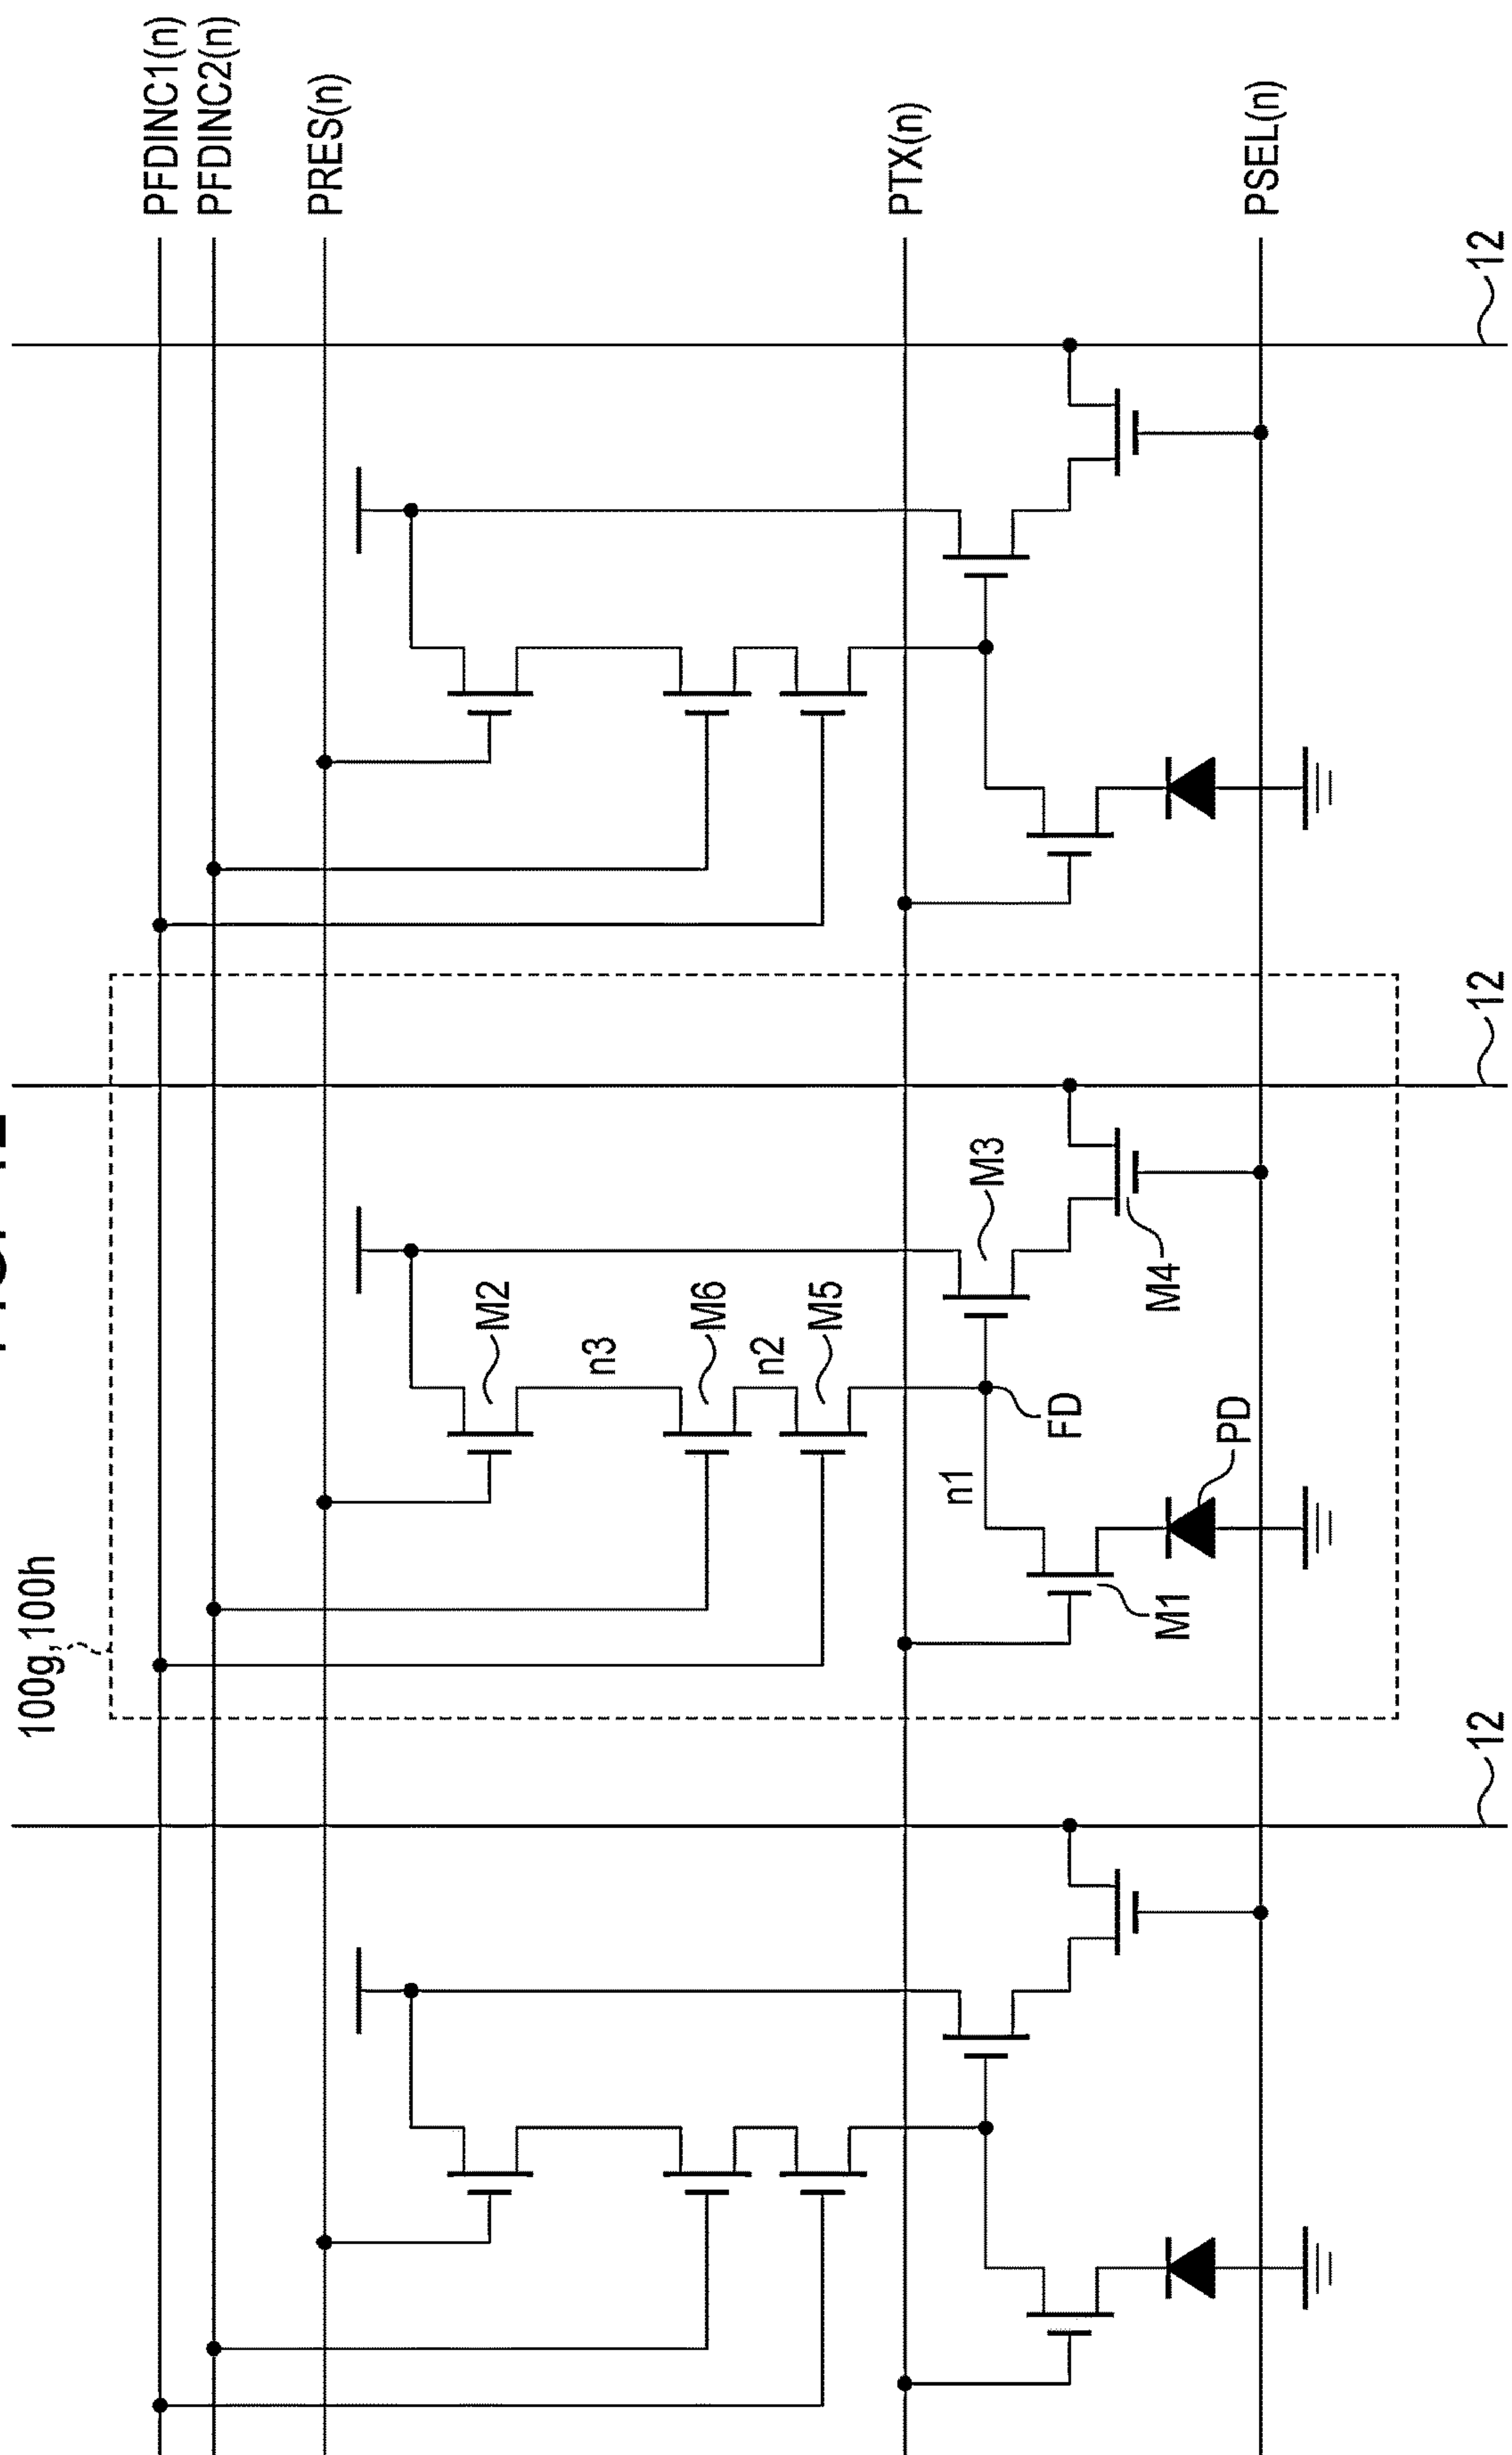 PFDINC1(n)
PFDINC2(n)
PRES(n)
PTX(n)
PSEL(n)
12
12
12
100g,100h
M2
n3
M6
n2
M5
M3
M4
FD
n1
PD
M1